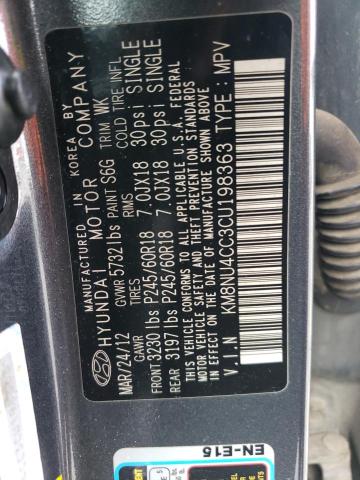 MANUFACTURED BY
IN KOREA
HYUNDAI MOTOR COMPANY
MAR/24/12 GVWR 5732 lbs PAINT S6G TRIM WK
GAWR TIRES RIMS COLD TIRE INFL
FRONT 3230 lbs P245/60R18 7.0JX18 30psi SINGLE
REAR 3197 lbs P245/60R18 7.0JX18 30psi SINGLE
THIS VEHICLE CONFORMS TO ALL APPLICABLE U.S.A. FEDERAL
MOTOR VEHICLE SAFETY, BUMPER, AND THEFT PREVENTION STANDARDS
IN EFFECT ON THE DATE OF MANUFACTURE SHOWN ABOVE
V.I.N KM8NU4CC3CU198363 TYPE : MPV
EN-E15